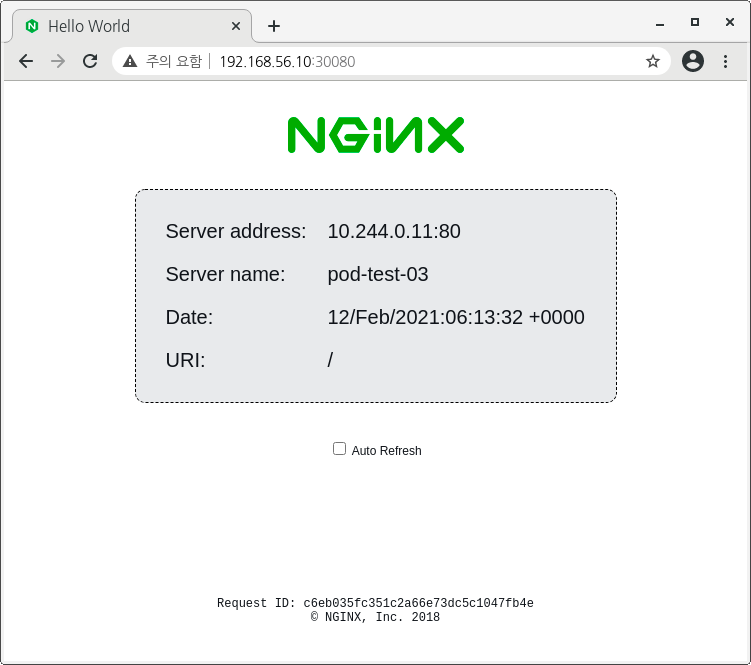 Hello World
주의 요함 | 192.168.56.10:30080
NGINX
Server address: 10.244.0.11:80
Server name: pod-test-03
Date: 12/Feb/2021:06:13:32 +0000
URI: /
Auto Refresh
Request ID: c6eb035fc351c2a66e73dc5c1047fb4e
© NGINX, Inc. 2018